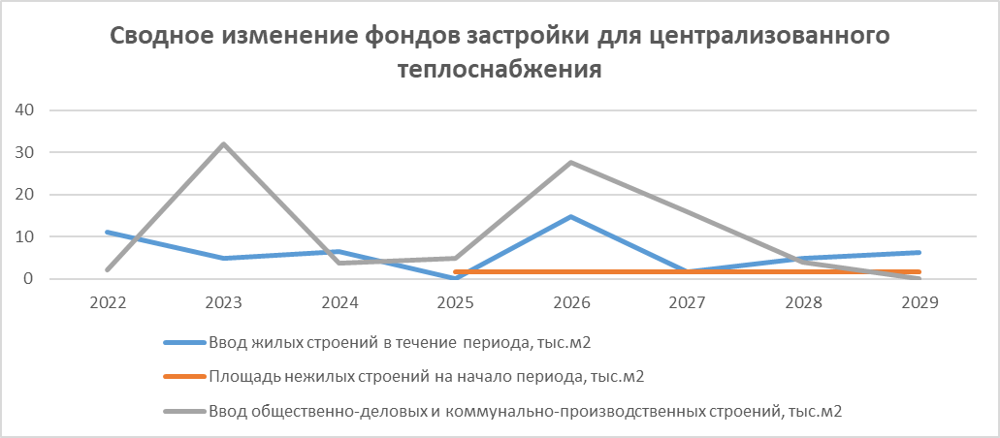 Сводное изменение фондов застройки для централизованного
теплоснабжения
40
30
20
10
0
2022 2023 2024 2025 2026 2027 2028 2029
Ввод жилых строений в течение периода, тыс.м2
Площадь нежилых строений на начало периода, тыс.м2
Ввод общественно-деловых и коммунально-производственных строений, тыс.м2